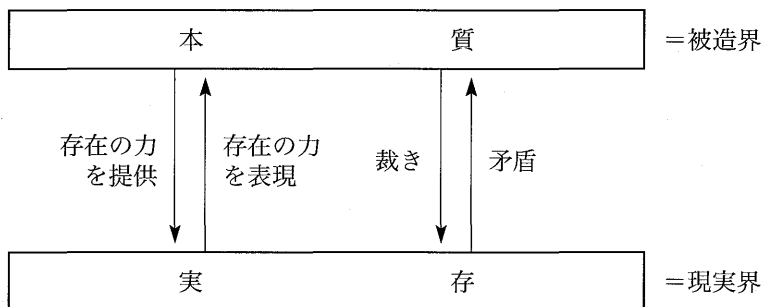 本 質 ＝被造界
存在の力
を提供
存在の力
を表現
裁き
矛盾
実 存 ＝現実界